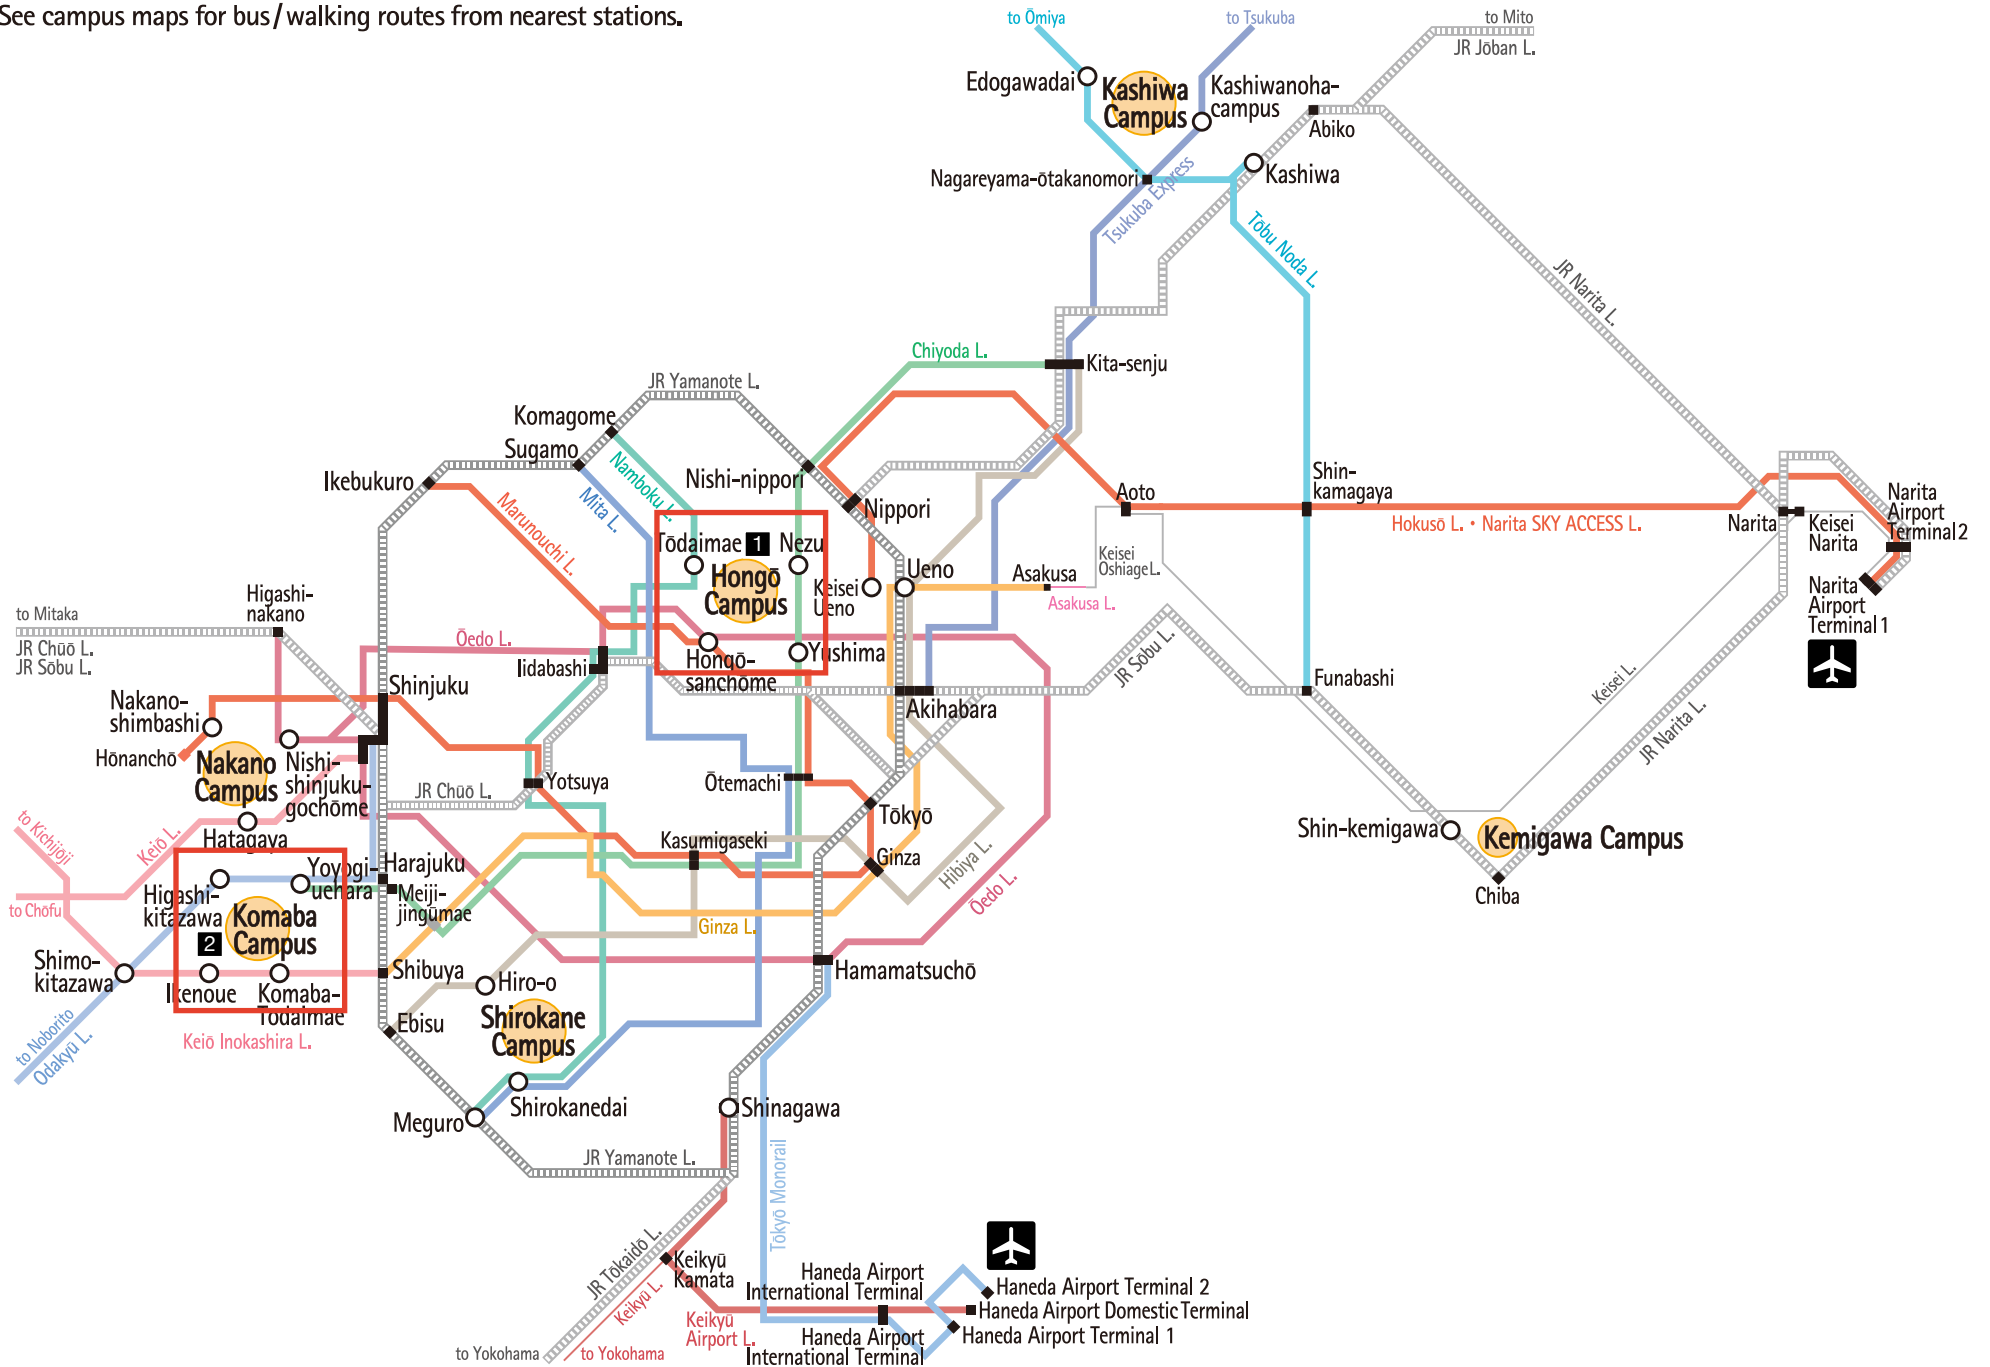 See campus maps for bus/walking routes from nearest stations.
to Ōmiya
to Tsukuba
to Mito
JR Jōban L.
Edogawadai
Kashiwa
Campus
Kashiwanoha-
campus
Abiko
Kashiwa
Nagareyama-ōtakanomori
Tsukuba Express
Tōbu Noda L.
JR Narita L.
Chiyoda L.
Kita-senju
JR Yamanote L.
Komagome
Sugamo
Ikebukuro
Namboku L.
Mita L.
Marunouchi L.
Nishi-nippori
Nippori
Aoto
Shin-
kamagaya
Hokusō L. • Narita SKY ACCESS L.
Narita
Keisei
Narita
Narita
Airport
Terminal 2
Narita
Airport
Terminal 1
Tōdaimae
1
Nezu
Hongō
Campus
Keisei
Ueno
Ueno
Asakusa
Asakusa L.
Keisei
Oshiage L.
Higashi-
nakano
to Mitaka
JR Chūō L.
JR Sōbu L.
Ōedo L.
Iidabashi
Hongō-
sanchōme
Yushima
JR Sōbu L.
Funabashi
Keisei L.
JR Narita L.
Shinjuku
Nakano-
shimbashi
Hōnanchō
Nakano
Campus
Nishi-
shinjuku-
gochōme
Akihabara
JR Chūō L.
Yotsuya
Ōtemachi
Tōkyō
Hatagaya
Keiō L.
to Kichijōji
to Chōfu
Kasumigaseki
Ginza
Hibiya L.
Ōedo L.
Shin-kemigawa
Kemigawa Campus
Chiba
Yoyogi-
uehara
Harajuku
Meiji-
jingūmae
Higashi-
kitazawa
2
Komaba
Campus
Ginza L.
Shimo-
kitazawa
Ikenoue
Komaba-
Todaimae
Shibuya
Hiro-o
Hamamatsuchō
Keiō Inokashira L.
to Noborito
Odakyū L.
Ebisu
Shirokane
Campus
Shirokanedai
Meguro
Shinagawa
JR Yamanote L.
Tōkyō Monorail
JR Tōkaidō L.
Keikyū L.
Keikyū
Kamata
Keikyū
Airport L.
to Yokohama
to Yokohama
Haneda Airport
International Terminal
Haneda Airport
International Terminal
Haneda Airport Terminal 2
Haneda Airport Domestic Terminal
Haneda Airport Terminal 1